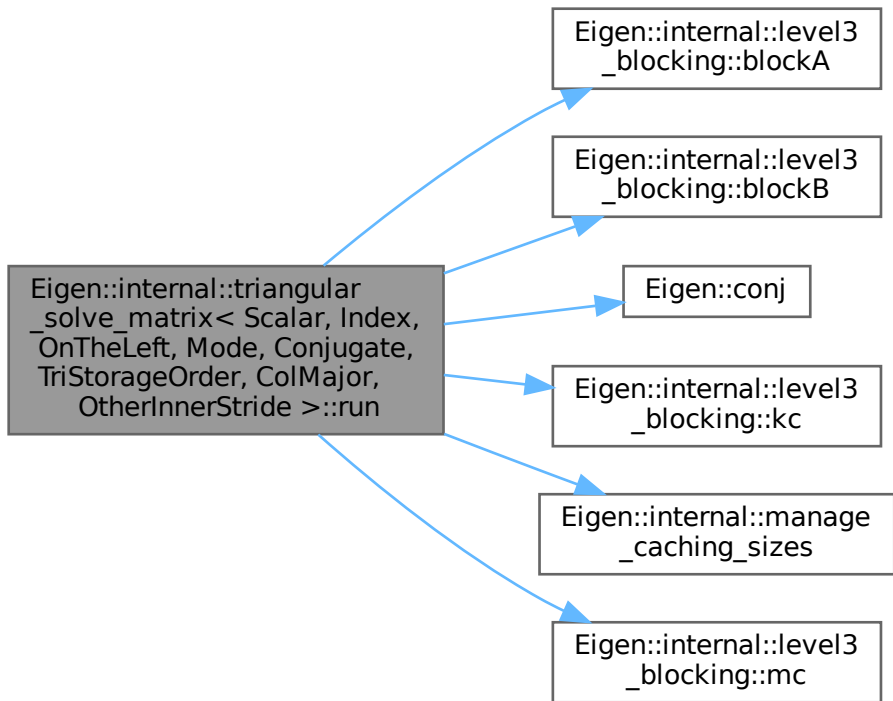 Eigen::internal::level3
_blocking::blockA
Eigen::internal::level3
_blocking::blockB
Eigen::internal::triangular
_solve_matrix< Scalar, Index,
OnTheLeft, Mode, Conjugate,
TriStorageOrder, ColMajor,
OtherInnerStride >::run
Eigen::conj
Eigen::internal::level3
_blocking::kc
Eigen::internal::manage
_caching_sizes
Eigen::internal::level3
_blocking::mc